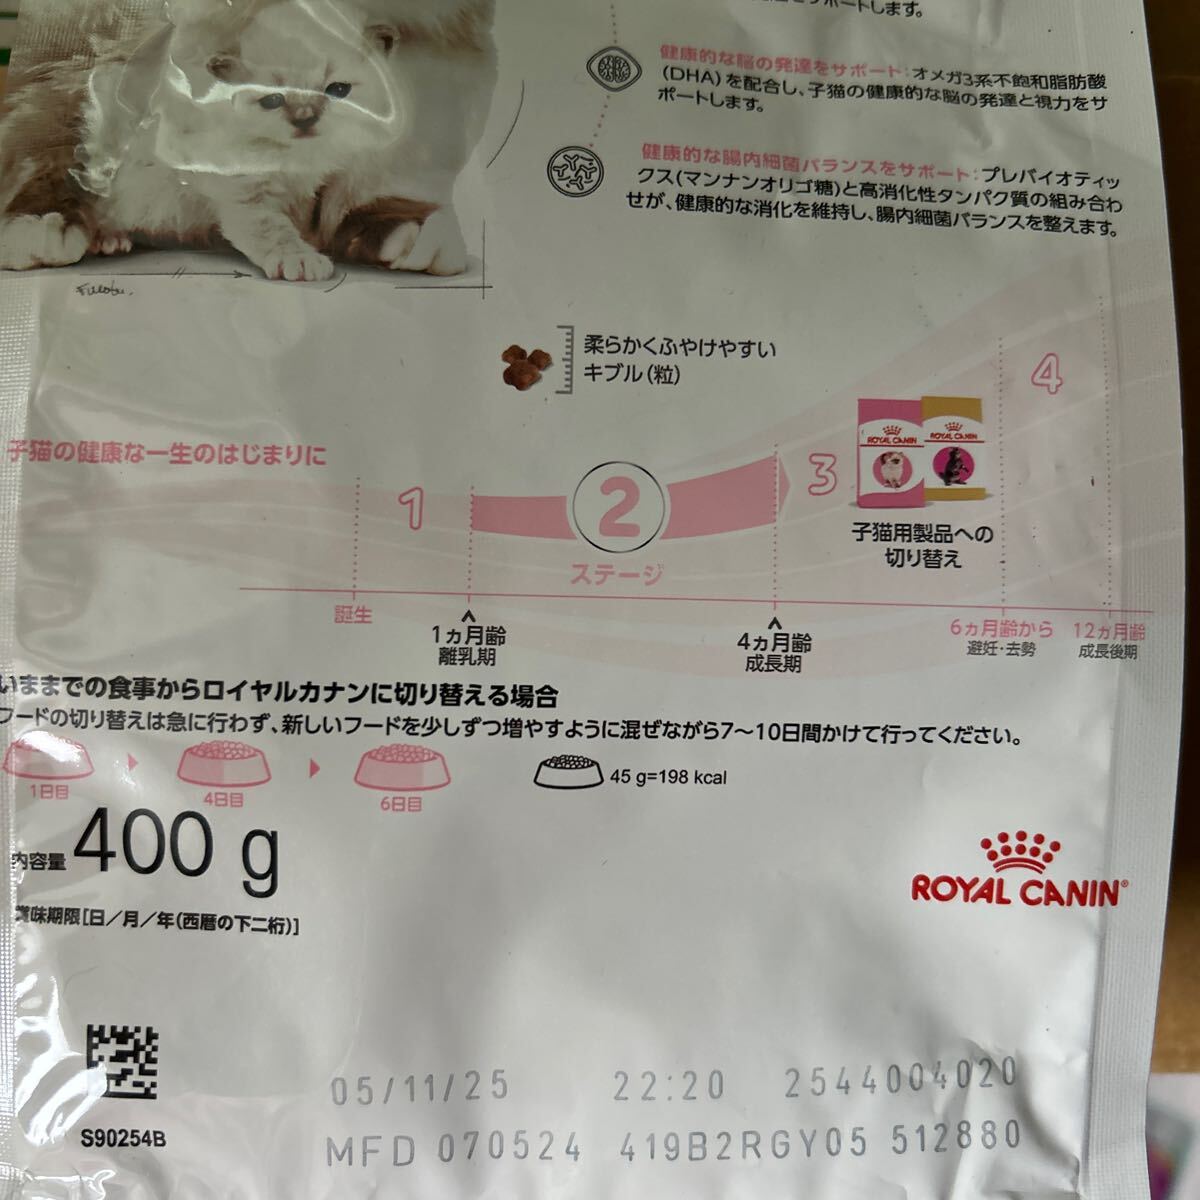 ポートします。
健康的な脳の発達をサポート：オメガ3系不飽和脂肪酸
(DHA)を配合し、子猫の健康的な脳の発達と視力をサ
ポートします。
健康的な腸内細菌バランスをサポート：プレバイオティッ
クス(マンナンオリゴ糖)と高消化性タンパク質の組み合わ
せが、健康的な消化を維持し、腸内細菌バランスを整えます。
柔らかくふやけやすい
キブル(粒)
子猫の健康な一生のはじまりに
1
2
ステージ
3
4
ROYAL CANIN
ROYAL CANIN
子猫用製品への
切り替え
誕生
1ヵ月齢
離乳期
4ヵ月齢
成長期
6ヵ月齢から
避妊・去勢
12ヵ月齢
成長後期
いままでの食事からロイヤルカナンに切り替える場合
フードの切り替えは急に行わず、新しいフードを少しずつ増やすように混ぜながら7〜10日間かけて行ってください。
1日目
4日目
6日目
45 g=198 kcal
内容量 400 g
ROYAL CANIN®
賞味期限[日／月／年(西暦の下二桁)]
S90254B
05/11/25 22:20 2544004020
MFD 070524 419B2RGY05 512880